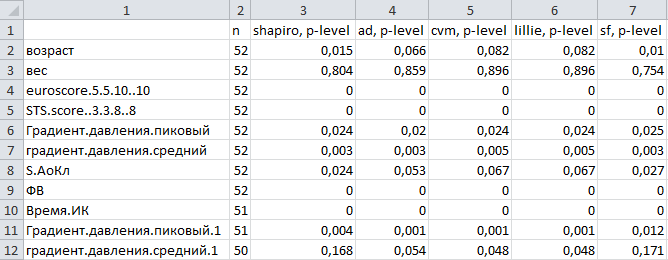 1 2 3 4 5 6 7
1 n shapiro, p-level ad, p-level cvm, p-level lillie, p-level sf, p-level
2 возраст 52 0,015 0,066 0,082 0,082 0,01
3 вес 52 0,804 0,859 0,896 0,896 0,754
4 euroscore.5.5.10..10 52 0 0 0 0 0
5 STS.score..3.3.8..8 52 0 0 0 0 0
6 Градиент.давления.пиковый 52 0,024 0,02 0,024 0,024 0,025
7 градиент.давления.средний 52 0,003 0,003 0,005 0,005 0,003
8 S.АоКл 52 0,024 0,053 0,067 0,067 0,027
9 ФВ 52 0 0 0 0 0
10 Время.ИК 51 0 0 0 0 0
11 Градиент.давления.пиковый.1 51 0,004 0,001 0,001 0,001 0,012
12 градиент.давления.средний.1 50 0,168 0,054 0,048 0,048 0,171